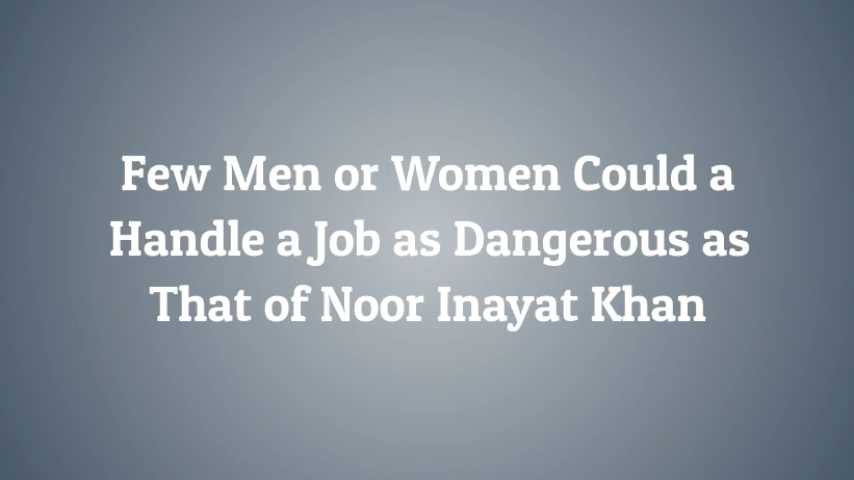 Few Men or Women Could a
Handle a Job as Dangerous as
That of Noor Inayat Khan